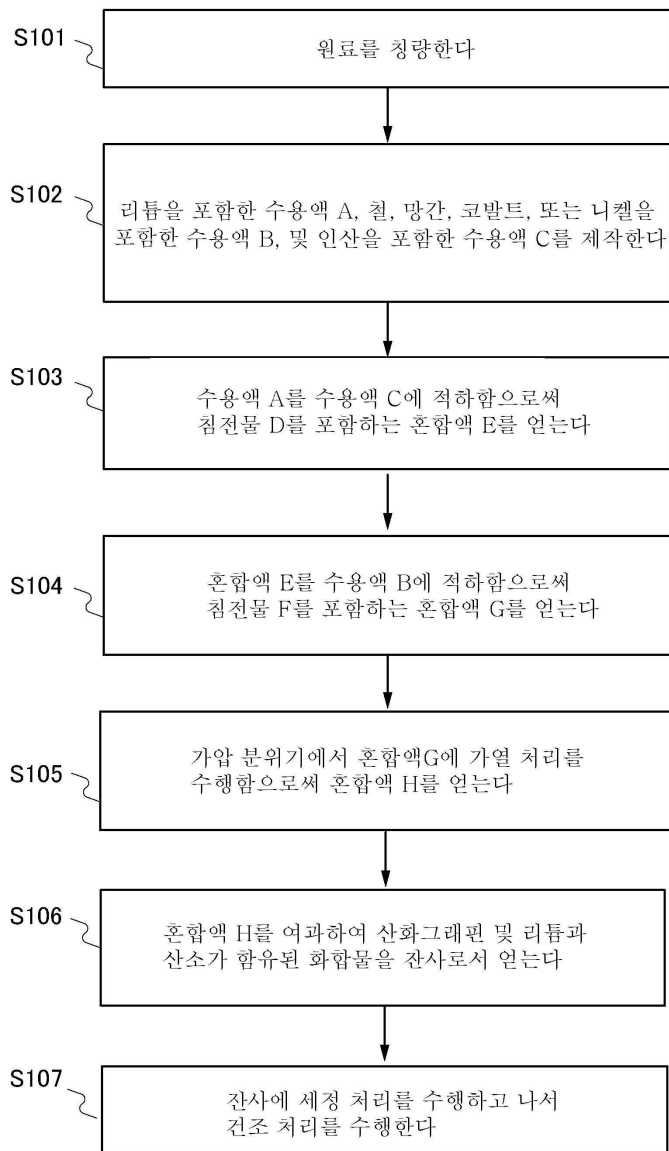 S101
원료를 칭량한다
S102
리튬을 포함한 수용액 A, 철, 망간, 코발트, 또는 니켈을
포함한 수용액 B, 및 인산을 포함한 수용액 C를 제작한다
S103
수용액 A를 수용액 C에 적하함으로써
침전물 D를 포함하는 혼합액 E를 얻는다
S104
혼합액 E를 수용액 B에 적하함으로써
침전물 F를 포함하는 혼합액 G를 얻는다
S105
가압 분위기에서 혼합액G에 가열 처리를
수행함으로써 혼합액 H를 얻는다
S106
혼합액 H를 여과하여 산화그래핀 및 리튬과
산소가 함유된 화합물을 잔사로서 얻는다
S107
잔사에 세정 처리를 수행하고 나서
건조 처리를 수행한다